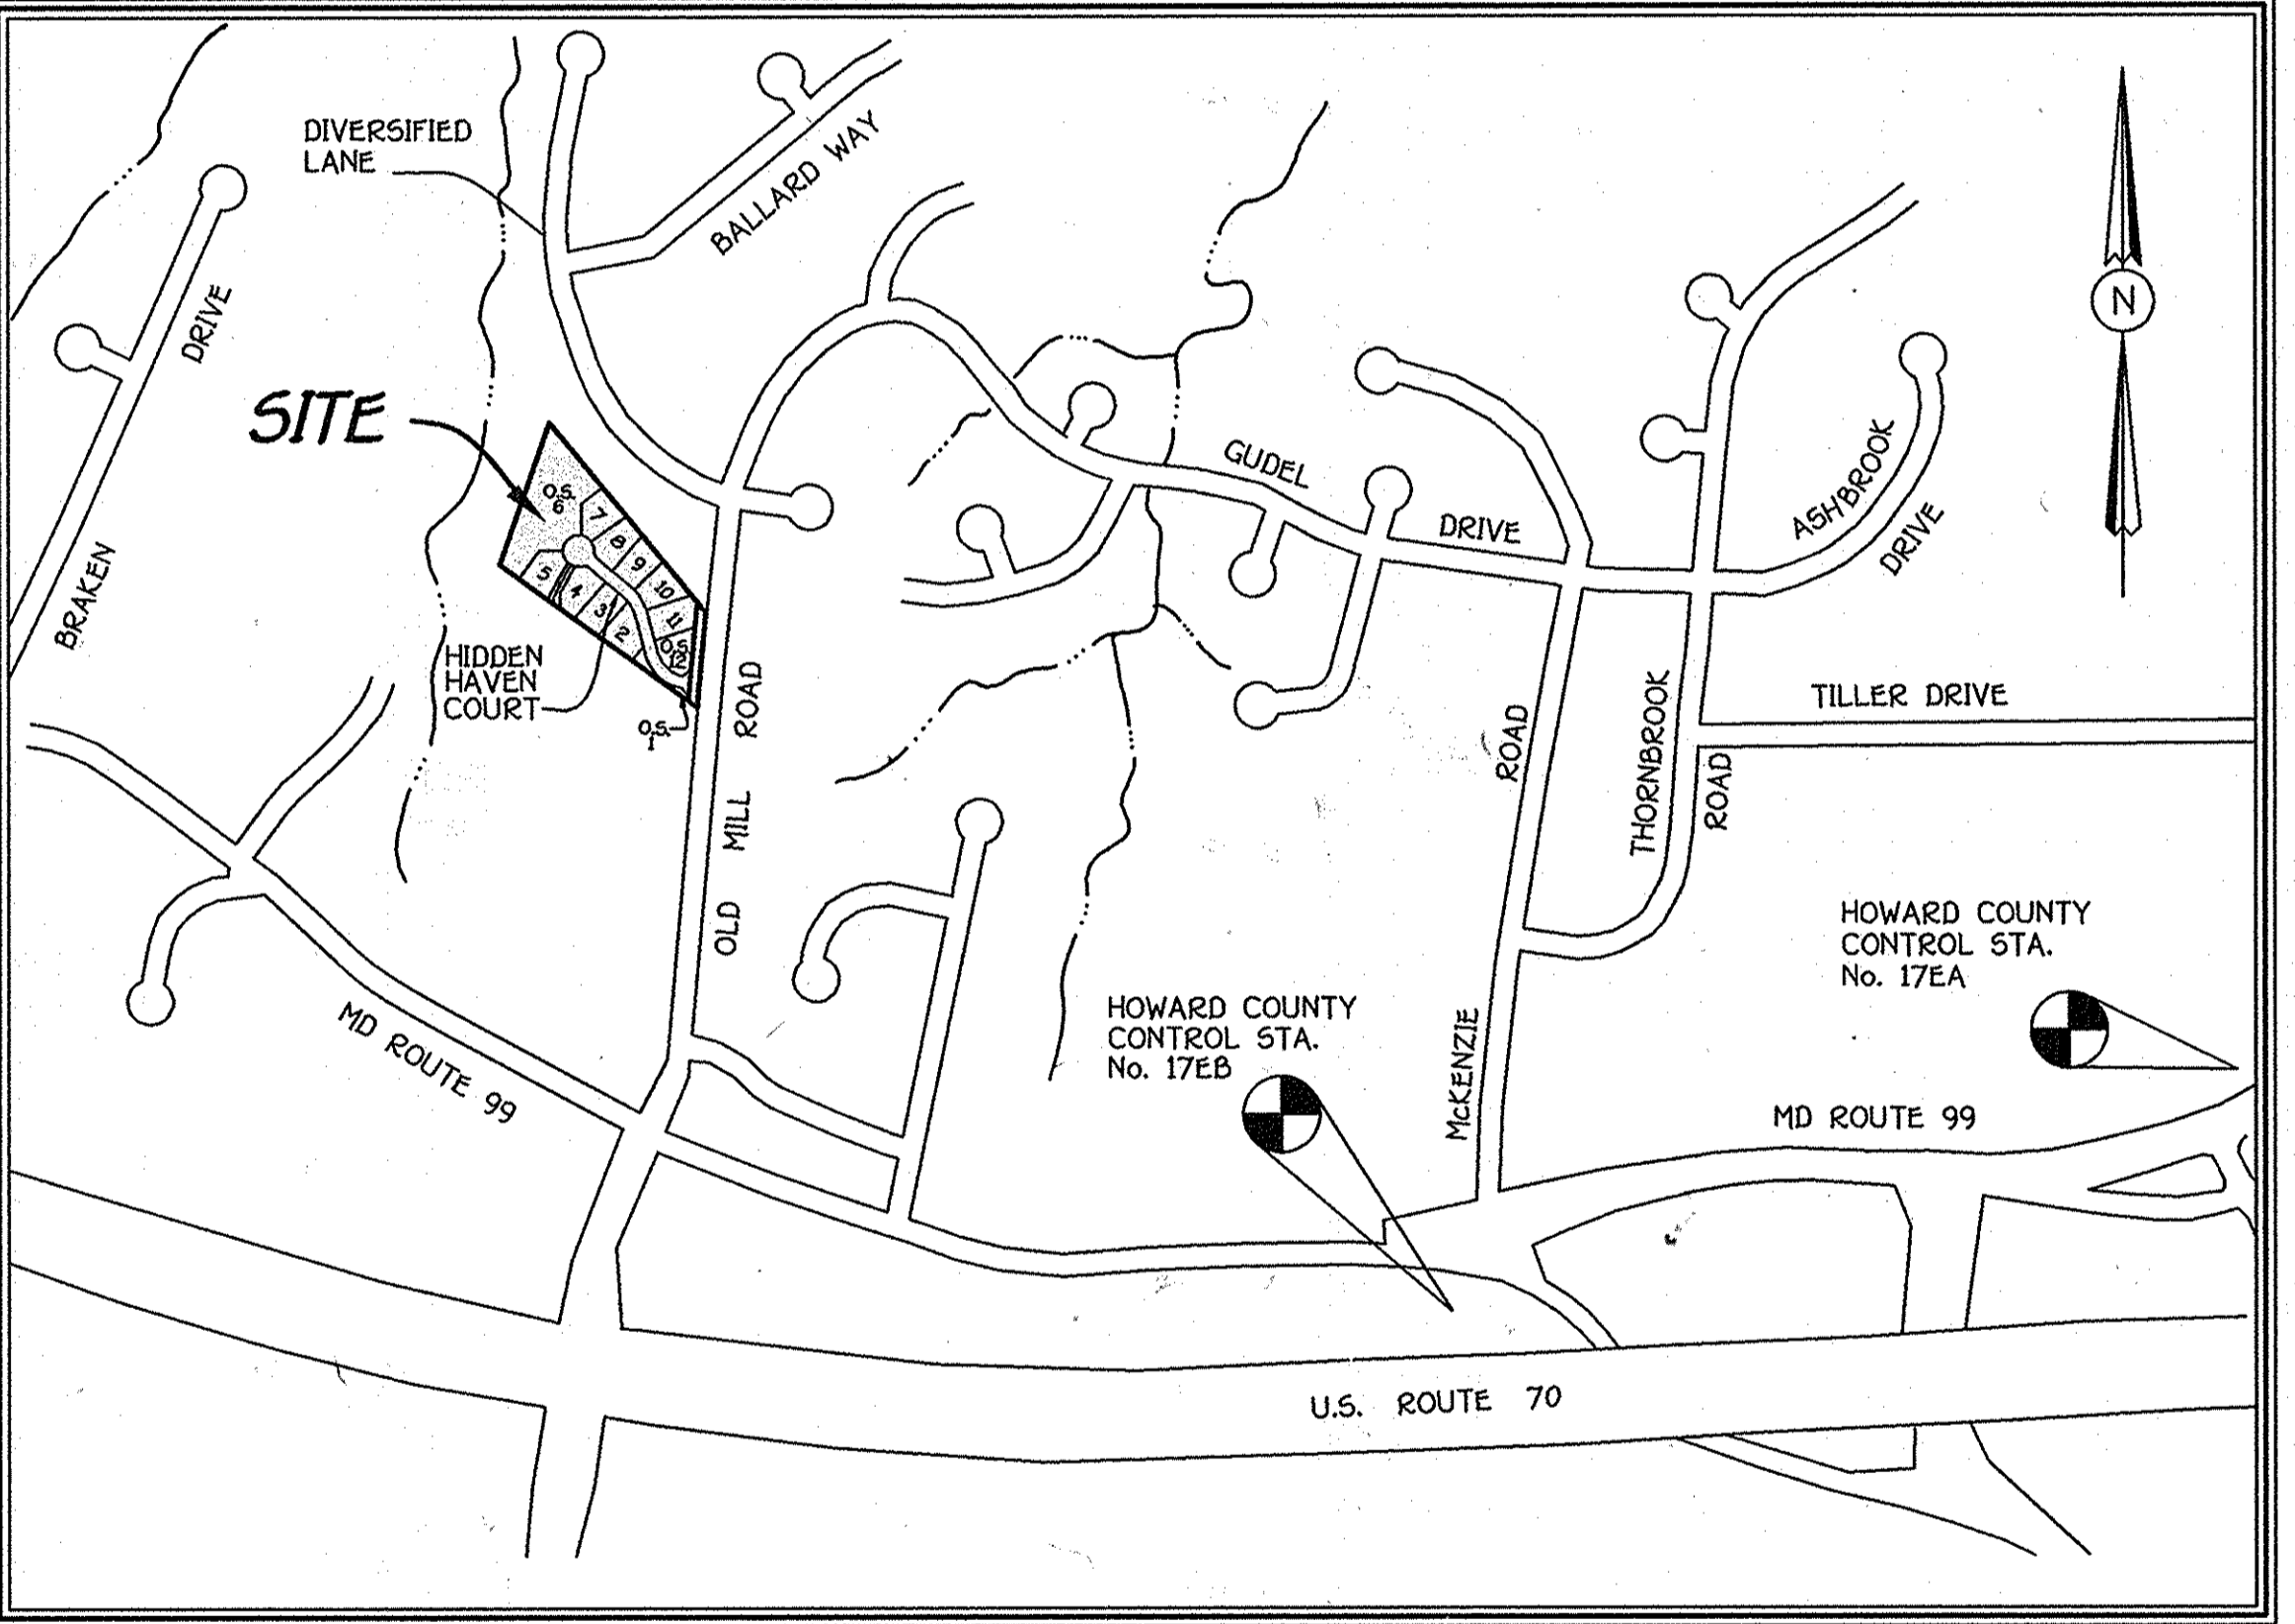 DIVERSIFIED
LANE
BALLARD WAY
N
BRAKEN DRIVE
SITE
O.S.
6
7
8
9
10
11
O.S.
12
5
4
3
2
HIDDEN
HAVEN
COURT
O.S.
1
OLD MILL ROAD
GUDEL DRIVE
ASHBROOK
DRIVE
TILLER DRIVE
THORNBROOK
ROAD
McKENZIE ROAD
HOWARD COUNTY
CONTROL STA.
No. 17EA
HOWARD COUNTY
CONTROL STA.
No. 17EB
MD ROUTE 99
MD ROUTE 99
U.S. ROUTE 70